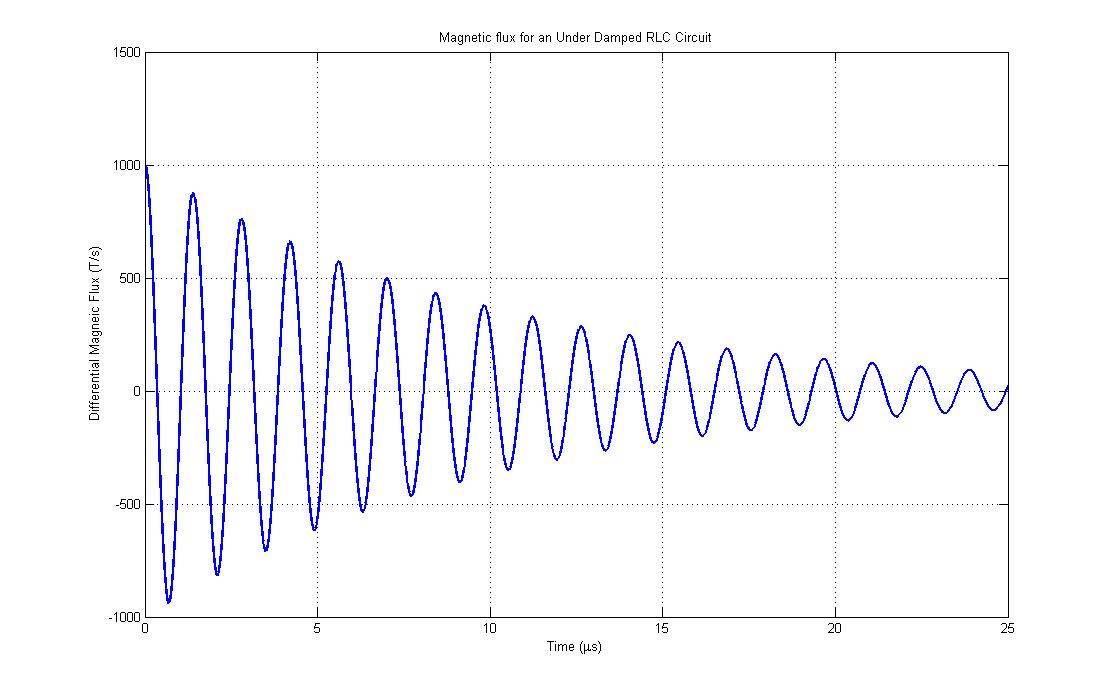 Magnetic flux for an Under Damped RLC Circuit
1500
1000
500
0
-500
-1000
Differential Magneic Flux (T/s)
0 5 10 15 20 25
Time (μs)